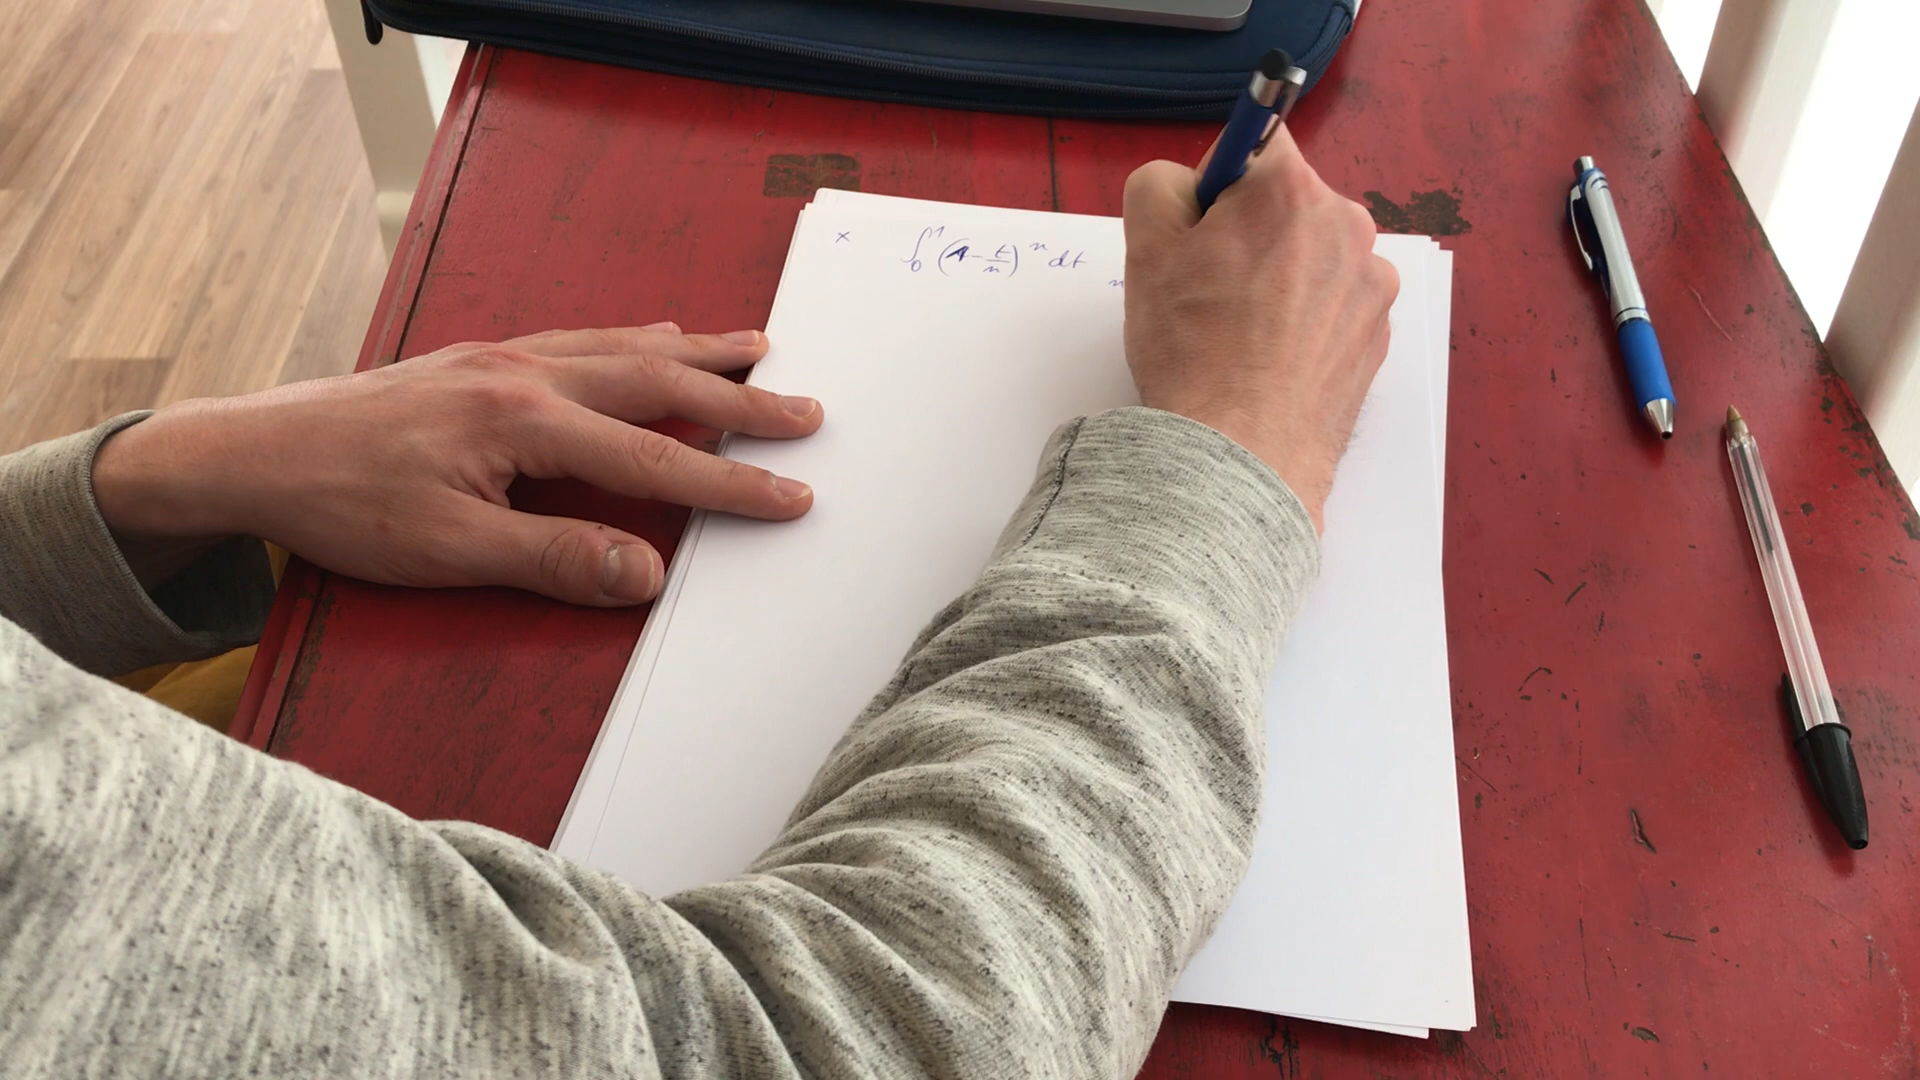 x ∫₀¹ (1 - t/n)ⁿ dt n